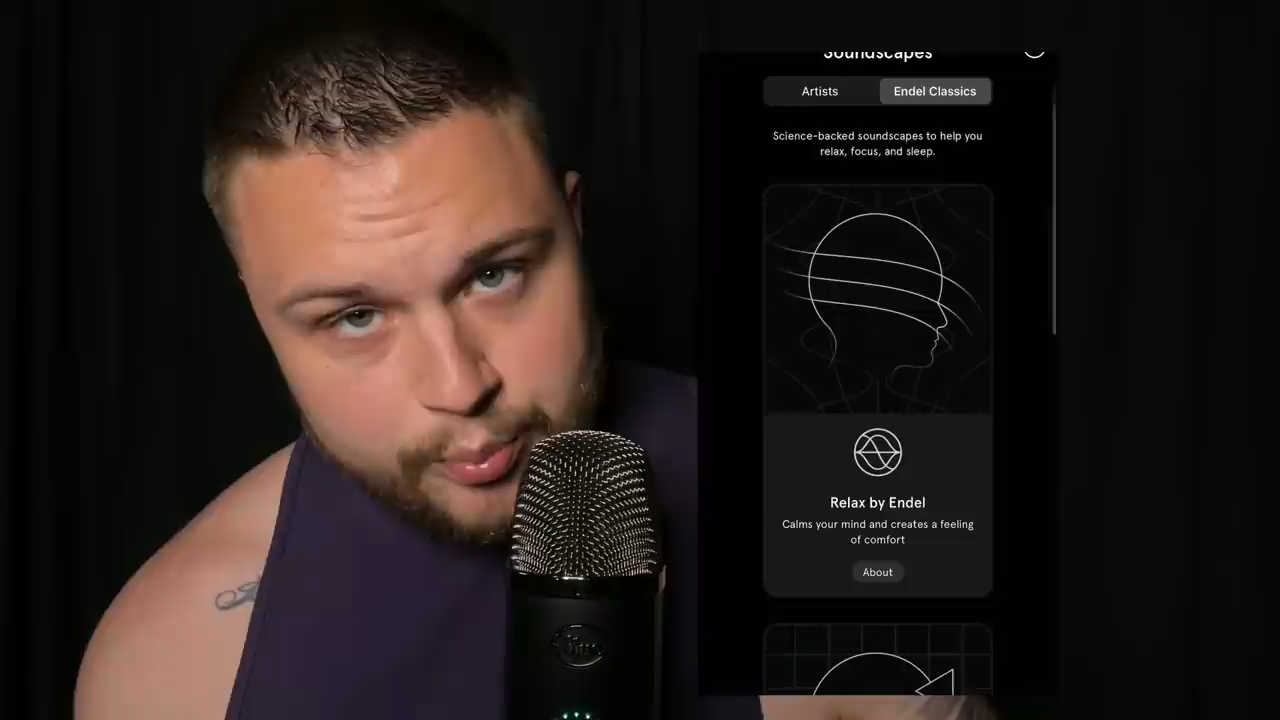 Soundscapes
Artists
Endel Classics
Science-backed soundscapes to help you
relax, focus, and sleep.
Relax by Endel
Calms your mind and creates a feeling
of comfort
About